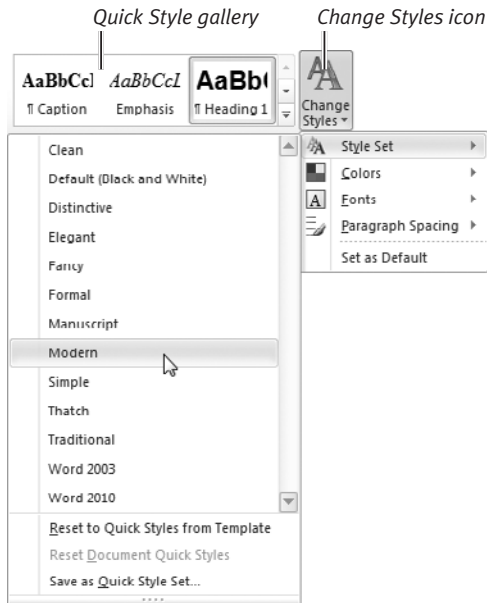 Quick Style gallery
Change Styles icon
AaBbCcl AaBbCcL AaBb(
¶ Caption Emphasis ¶ Heading 1
Change
Styles
Style Set
Colors
Fonts
Paragraph Spacing
Set as Default
Clean
Default (Black and White)
Distinctive
Elegant
Fancy
Formal
Manuscript
Modern
Simple
Thatch
Traditional
Word 2003
Word 2010
Reset to Quick Styles from Template
Reset Document Quick Styles
Save as Quick Style Set...